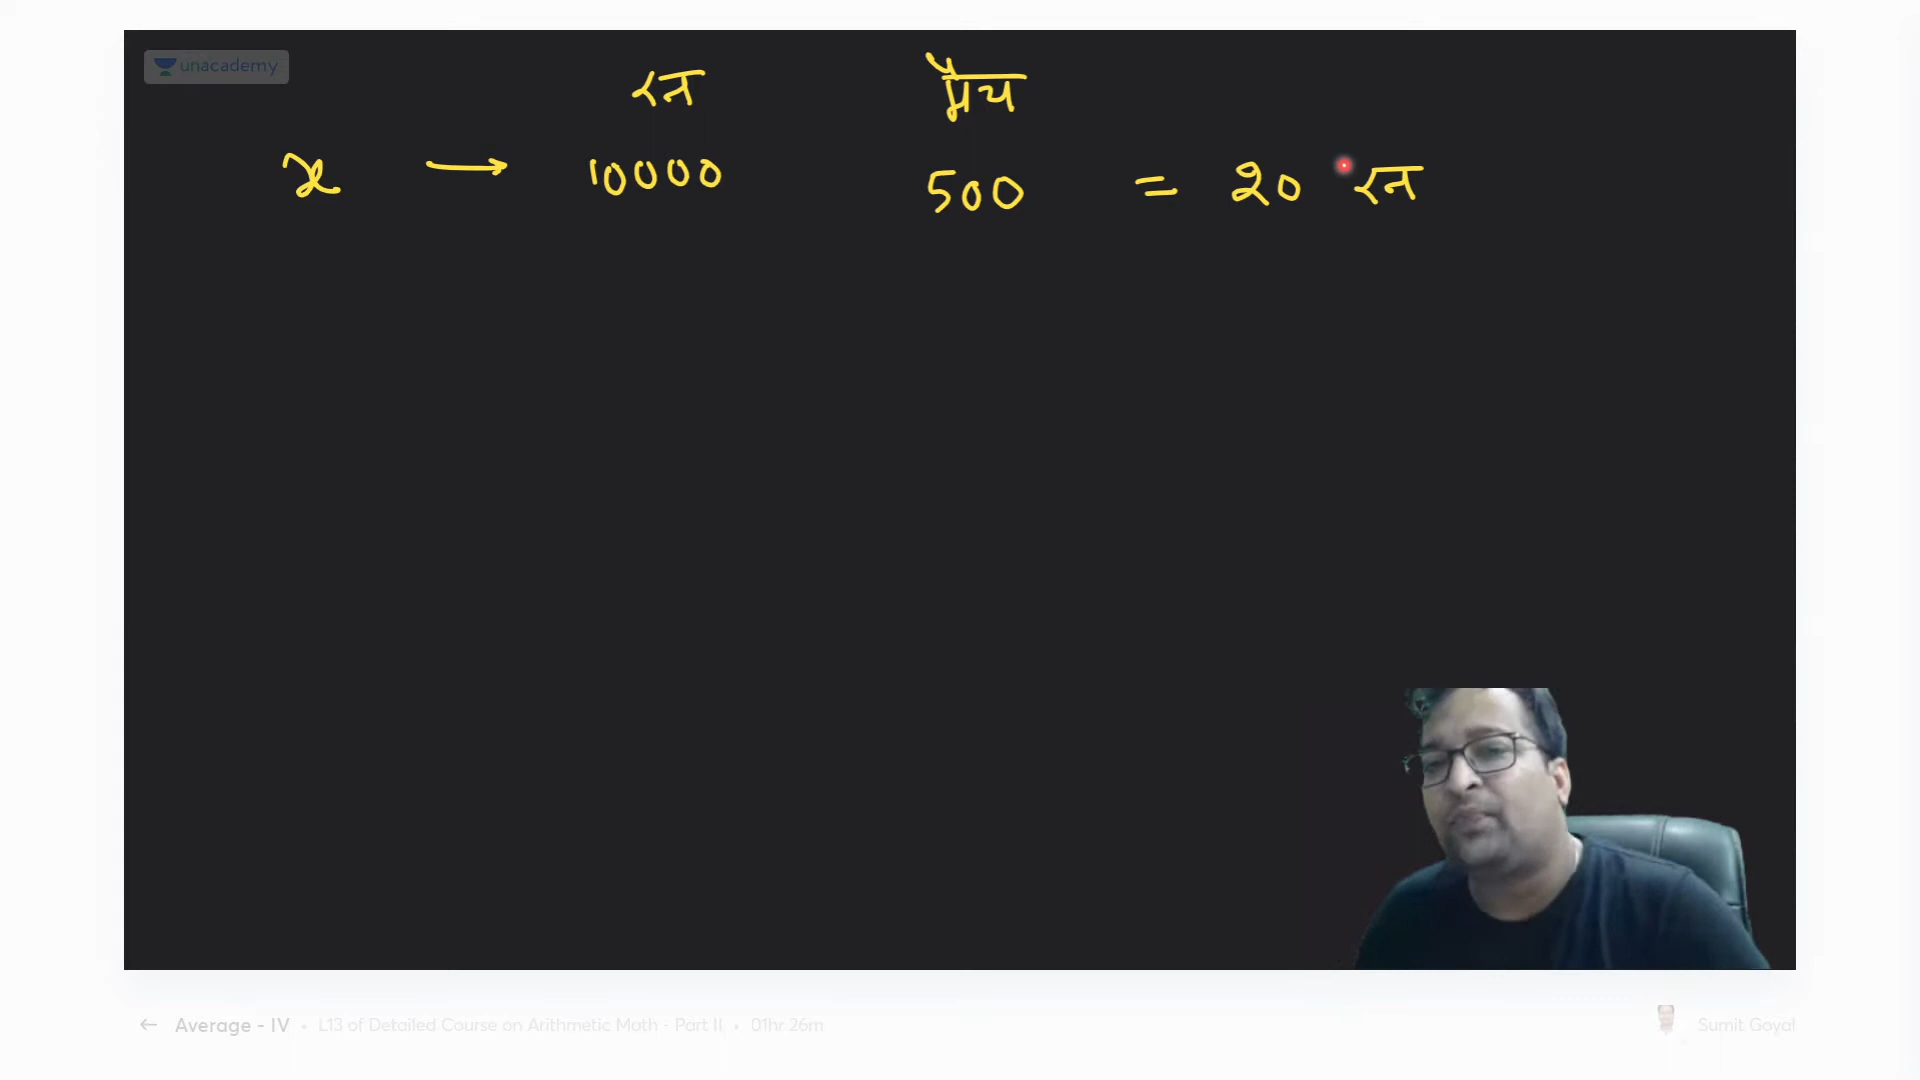 unacademy
रन मैच
x → 10000 500 = 20 रन
← Average - IV • L13 of Detailed Course on Arithmetic Math - Part II • 01hr 26m Sumit Goyal